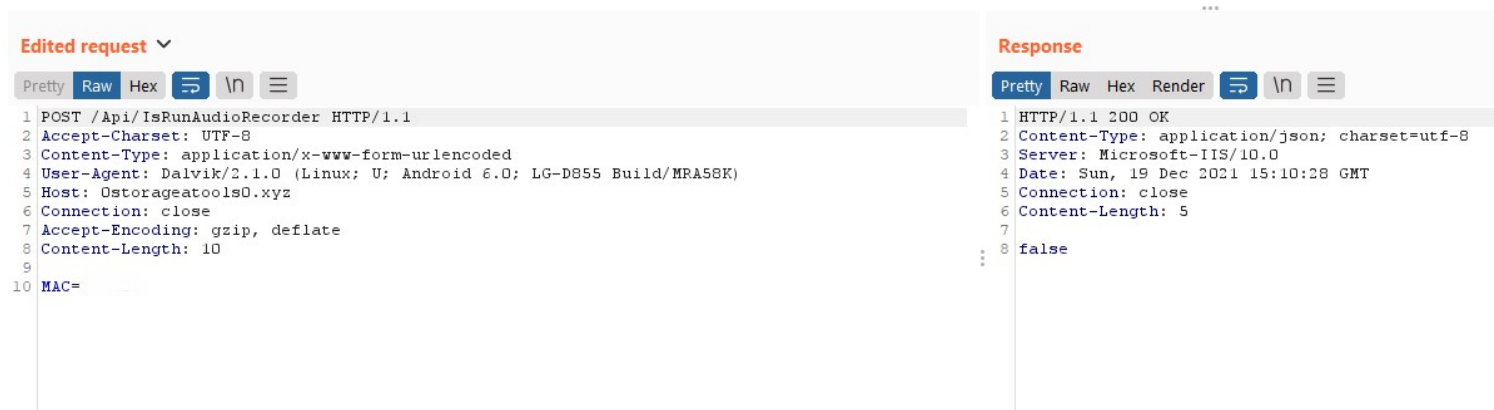 Edited request
Pretty Raw Hex \n
1 POST /Api/IsRunAudioRecorder HTTP/1.1
2 Accept-Charset: UTF-8
3 Content-Type: application/x-www-form-urlencoded
4 User-Agent: Dalvik/2.1.0 (Linux; U; Android 6.0; LG-D855 Build/MRA58K)
5 Host: 0storageatools0.xyz
6 Connection: close
7 Accept-Encoding: gzip, deflate
8 Content-Length: 10
9
10 MAC=
Response
Pretty Raw Hex Render \n
1 HTTP/1.1 200 OK
2 Content-Type: application/json; charset=utf-8
3 Server: Microsoft-IIS/10.0
4 Date: Sun, 19 Dec 2021 15:10:28 GMT
5 Connection: close
6 Content-Length: 5
7
8 false